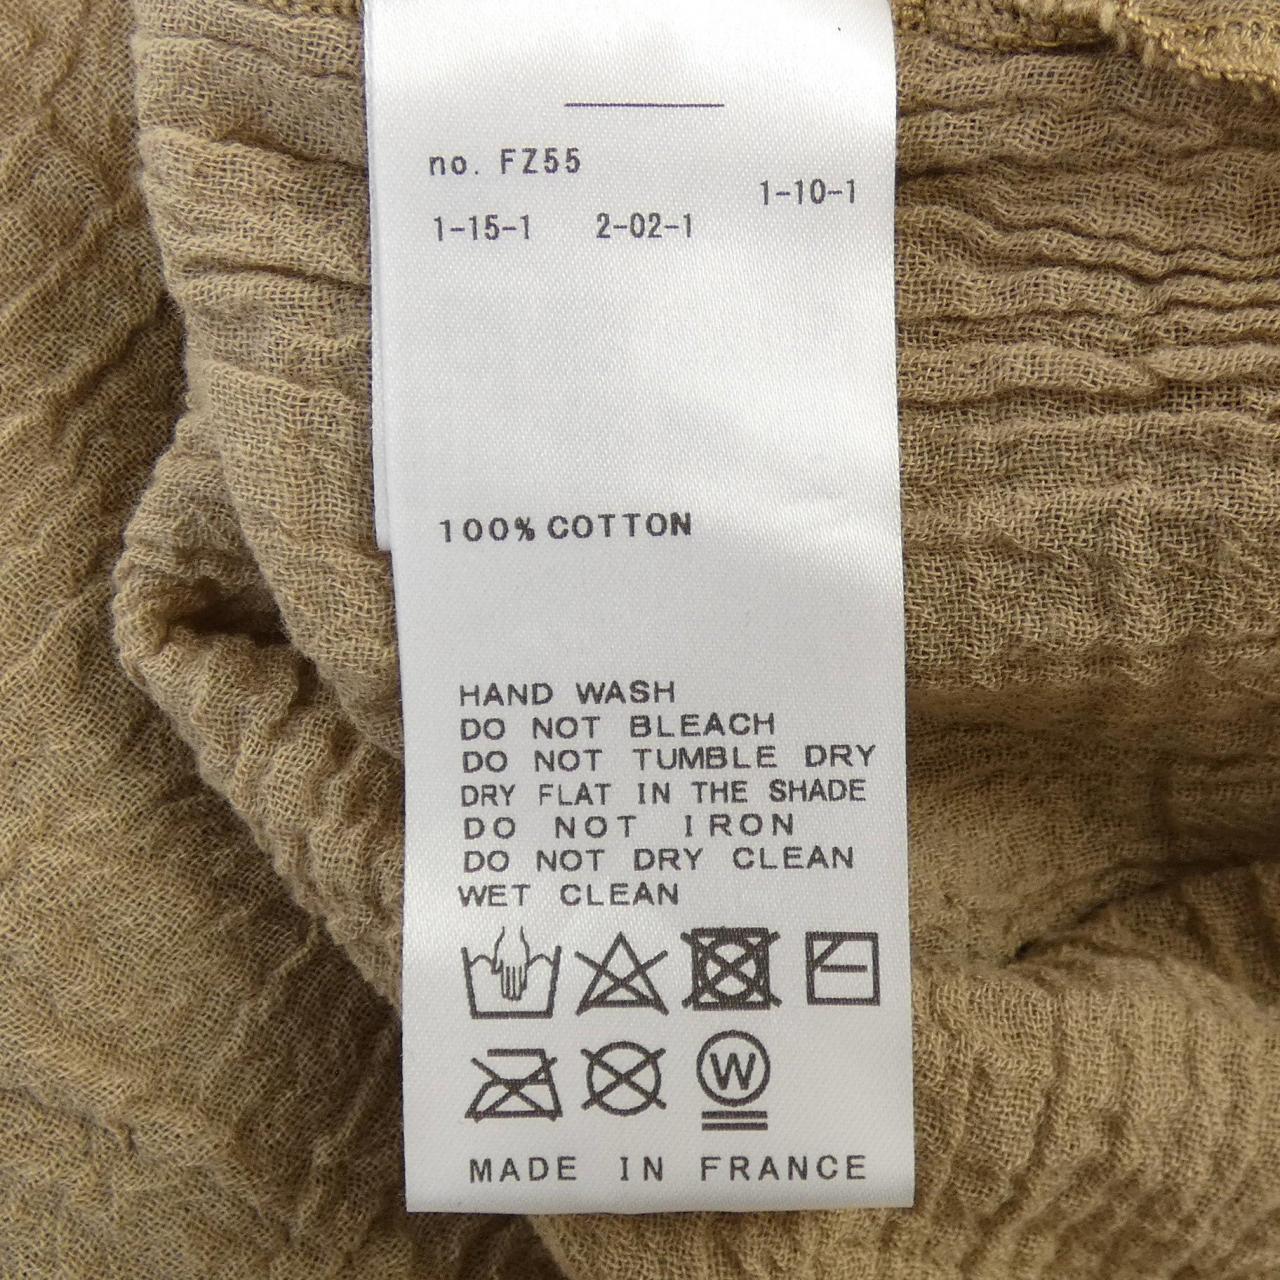 no. FZ55
1-10-1
1-15-1 2-02-1
100% COTTON
HAND WASH
DO NOT BLEACH
DO NOT TUMBLE DRY
DRY FLAT IN THE SHADE
DO NOT IRON
DO NOT DRY CLEAN
WET CLEAN
W
MADE IN FRANCE